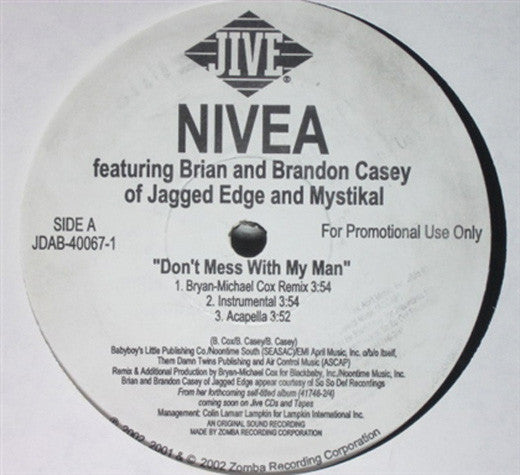 JIVE®
NIVEA
featuring Brian and Brandon Casey
of Jagged Edge and Mystikal
SIDE A
JDAB-40067-1
For Promotional Use Only
"Don't Mess With My Man"
1. Bryan-Michael Cox Remix 3:54
2. Instrumental 3:54
3. Acapella 3:52
(B. Cox/B. Casey/B. Casey)
Babyboy's Little Publishing Co./Noontime South (SEASAC)/EMI April Music, Inc. o/b/o Itself,
Them Damn Twins Publishing and Air Control Music (ASCAP)
Remix & Additional Production by Bryan-Michael Cox for Blackbaby, Inc./Noontime Music, Inc.
Brian and Brandon Casey of Jagged Edge appear courtesy of So So Def Recordings
From her forthcoming self-titled album (41746-2/4)
coming soon on Jive CDs and Tapes
Management: Colin Lamarr Lampkin for Lampkin International Inc.
AN ORIGINAL SOUND RECORDING
MADE BY ZOMBA RECORDING CORPORATION
2001 & © 2002 Zomba Recording Corporation